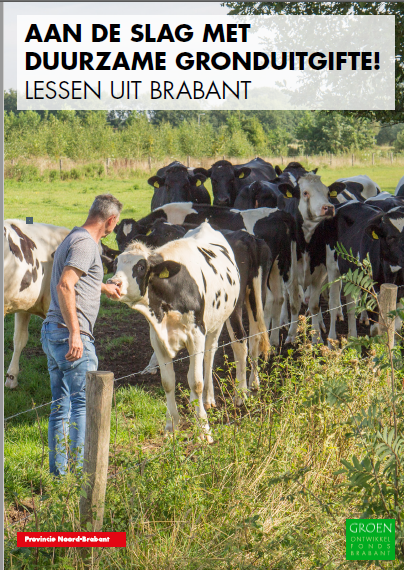 AAN DE SLAG MET
DUURZAME GRONDUITGIFTE!
LESSEN UIT BRABANT
Provincie Noord-Brabant
GROEN
ONTWIKKEL
FONDS
BRABANT